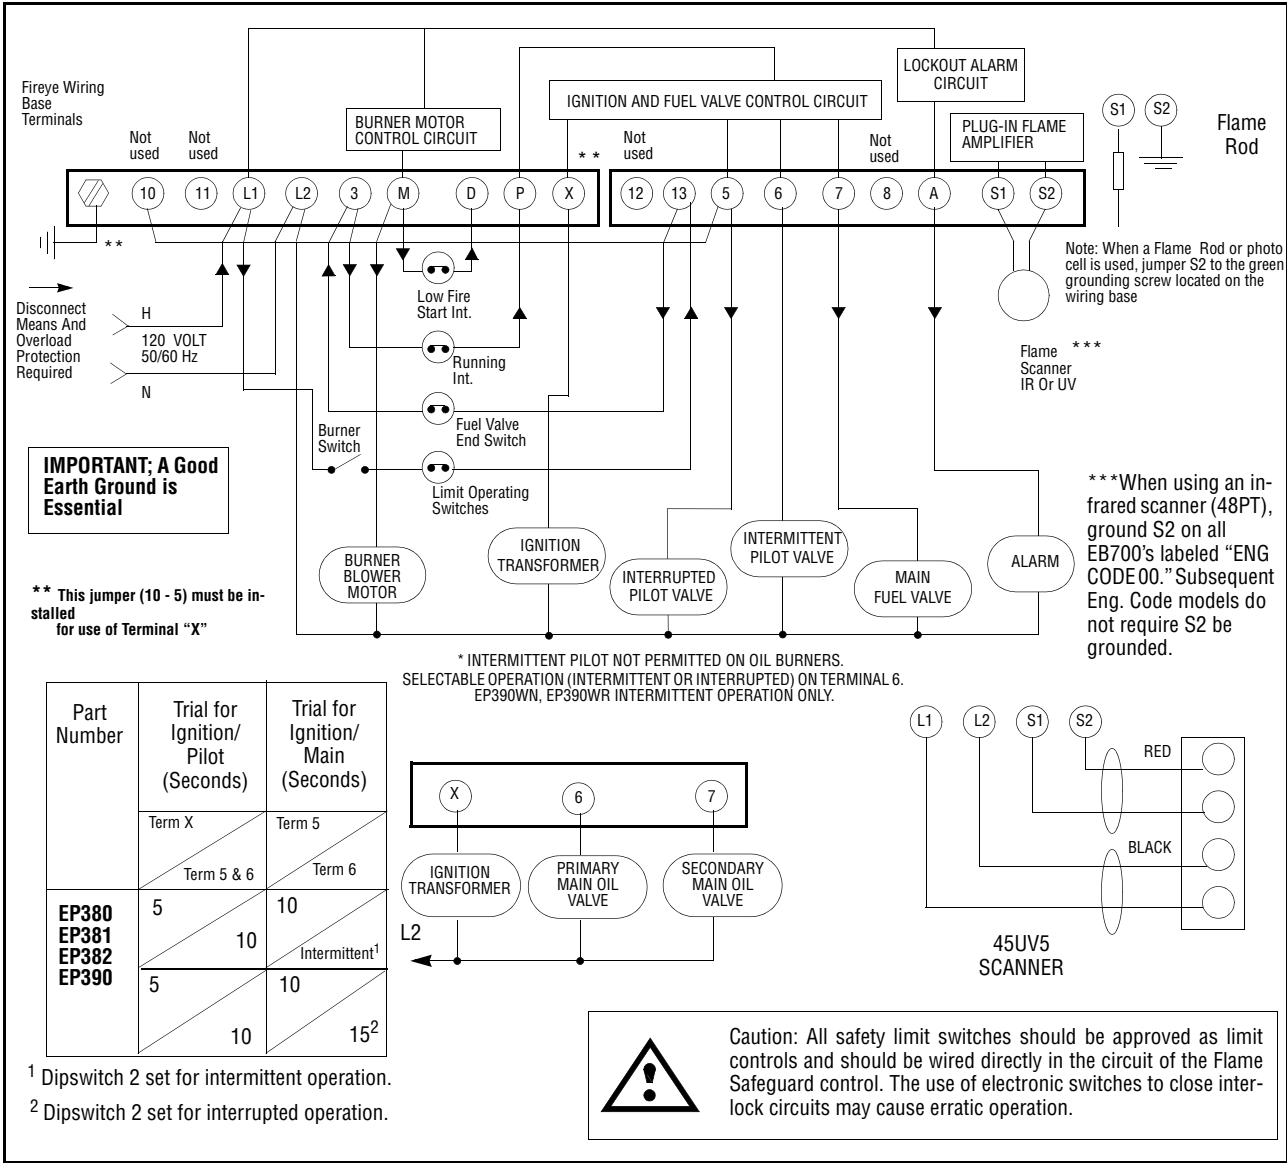 Fireye Wiring
Base
Terminals
BURNER MOTOR
CONTROL CIRCUIT
IGNITION AND FUEL VALVE CONTROL CIRCUIT
LOCKOUT ALARM
CIRCUIT
PLUG-IN FLAME
AMPLIFIER
S1 S2
Flame
Rod
Not
used
Not
used
* *
Not
used
Not
used
10 11 L1 L2 3 M D P X 12 13 5 6 7 8 A S1 S2
* *
Note: When a Flame Rod or photo
cell is used, jumper S2 to the green
grounding screw located on the
wiring base
Disconnect
Means And
Overload
Protection
Required
H
120 VOLT
50/60 Hz
N
Low Fire
Start Int.
Running
Int.
Fuel Valve
End Switch
Burner
Switch
Limit Operating
Switches
Flame * * *
Scanner
IR Or UV
IMPORTANT; A Good
Earth Ground is
Essential
BURNER
BLOWER
MOTOR
IGNITION
TRANSFORMER
INTERRUPTED
PILOT VALVE
INTERMITTENT
PILOT VALVE
MAIN
FUEL VALVE
ALARM
***When using an in-
frared scanner (48PT),
ground S2 on all
EB700's labeled “ENG
CODE 00.” Subsequent
Eng. Code models do
not require S2 be
grounded.
** This jumper (10 - 5) must be in-
stalled
for use of Terminal “X”
* INTERMITTENT PILOT NOT PERMITTED ON OIL BURNERS.
SELECTABLE OPERATION (INTERMITTENT OR INTERRUPTED) ON TERMINAL 6.
EP390WN, EP390WR INTERMITTENT OPERATION ONLY.
Part
Number
Trial for
Ignition/
Pilot
(Seconds)
Trial for
Ignition/
Main
(Seconds)
Term X
Term 5 & 6
Term 5
Term 6
EP380
EP381
EP382
EP390
5
10
10
Intermittent1
5
10
10
152
1 Dipswitch 2 set for intermittent operation.
2 Dipswitch 2 set for interrupted operation.
X 6 7
IGNITION
TRANSFORMER
PRIMARY
MAIN OIL
VALVE
SECONDARY
MAIN OIL
VALVE
L2
L1 L2 S1 S2
RED
BLACK
45UV5
SCANNER
Caution: All safety limit switches should be approved as limit
controls and should be wired directly in the circuit of the Flame
Safeguard control. The use of electronic switches to close inter-
lock circuits may cause erratic operation.